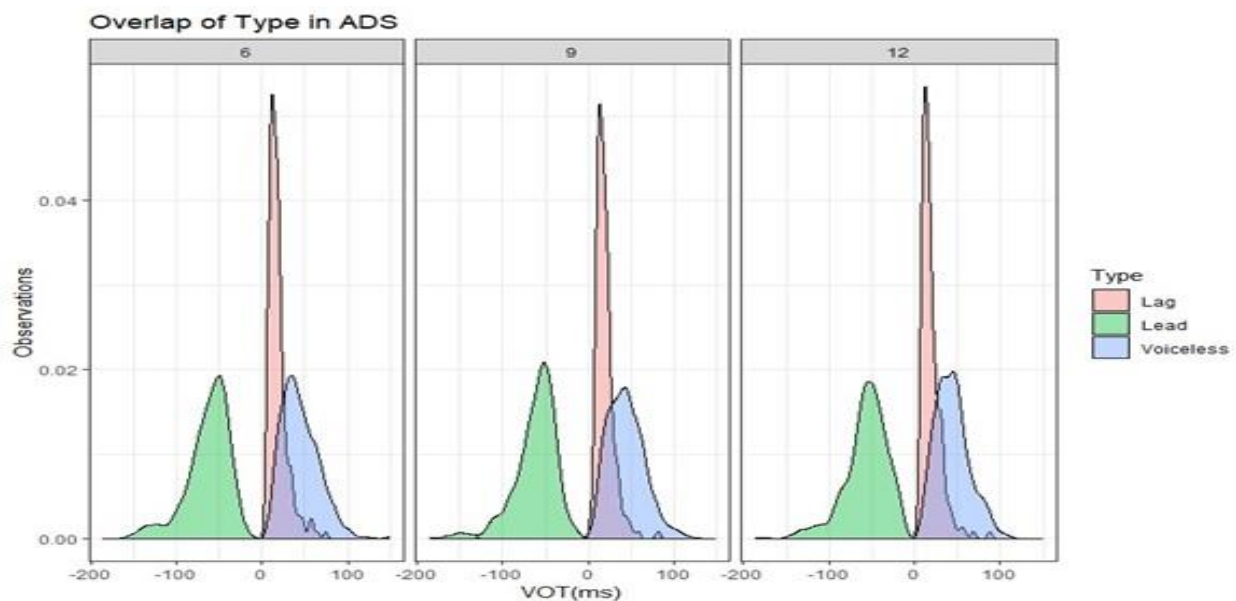 Overlap of Type in ADS
6 9 12
0.04
0.02
0.00
Observations
-200 -100 0 100 -200 -100 0 100 -200 -100 0 100
VOT(ms)
Type
Lag
Lead
Voiceless